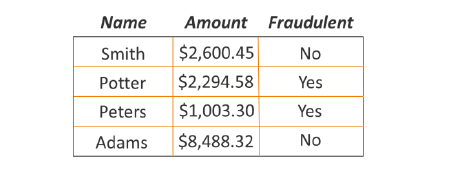 Name Amount Fraudulent
Smith $2,600.45 No
Potter $2,294.58 Yes
Peters $1,003.30 Yes
Adams $8,488.32 No